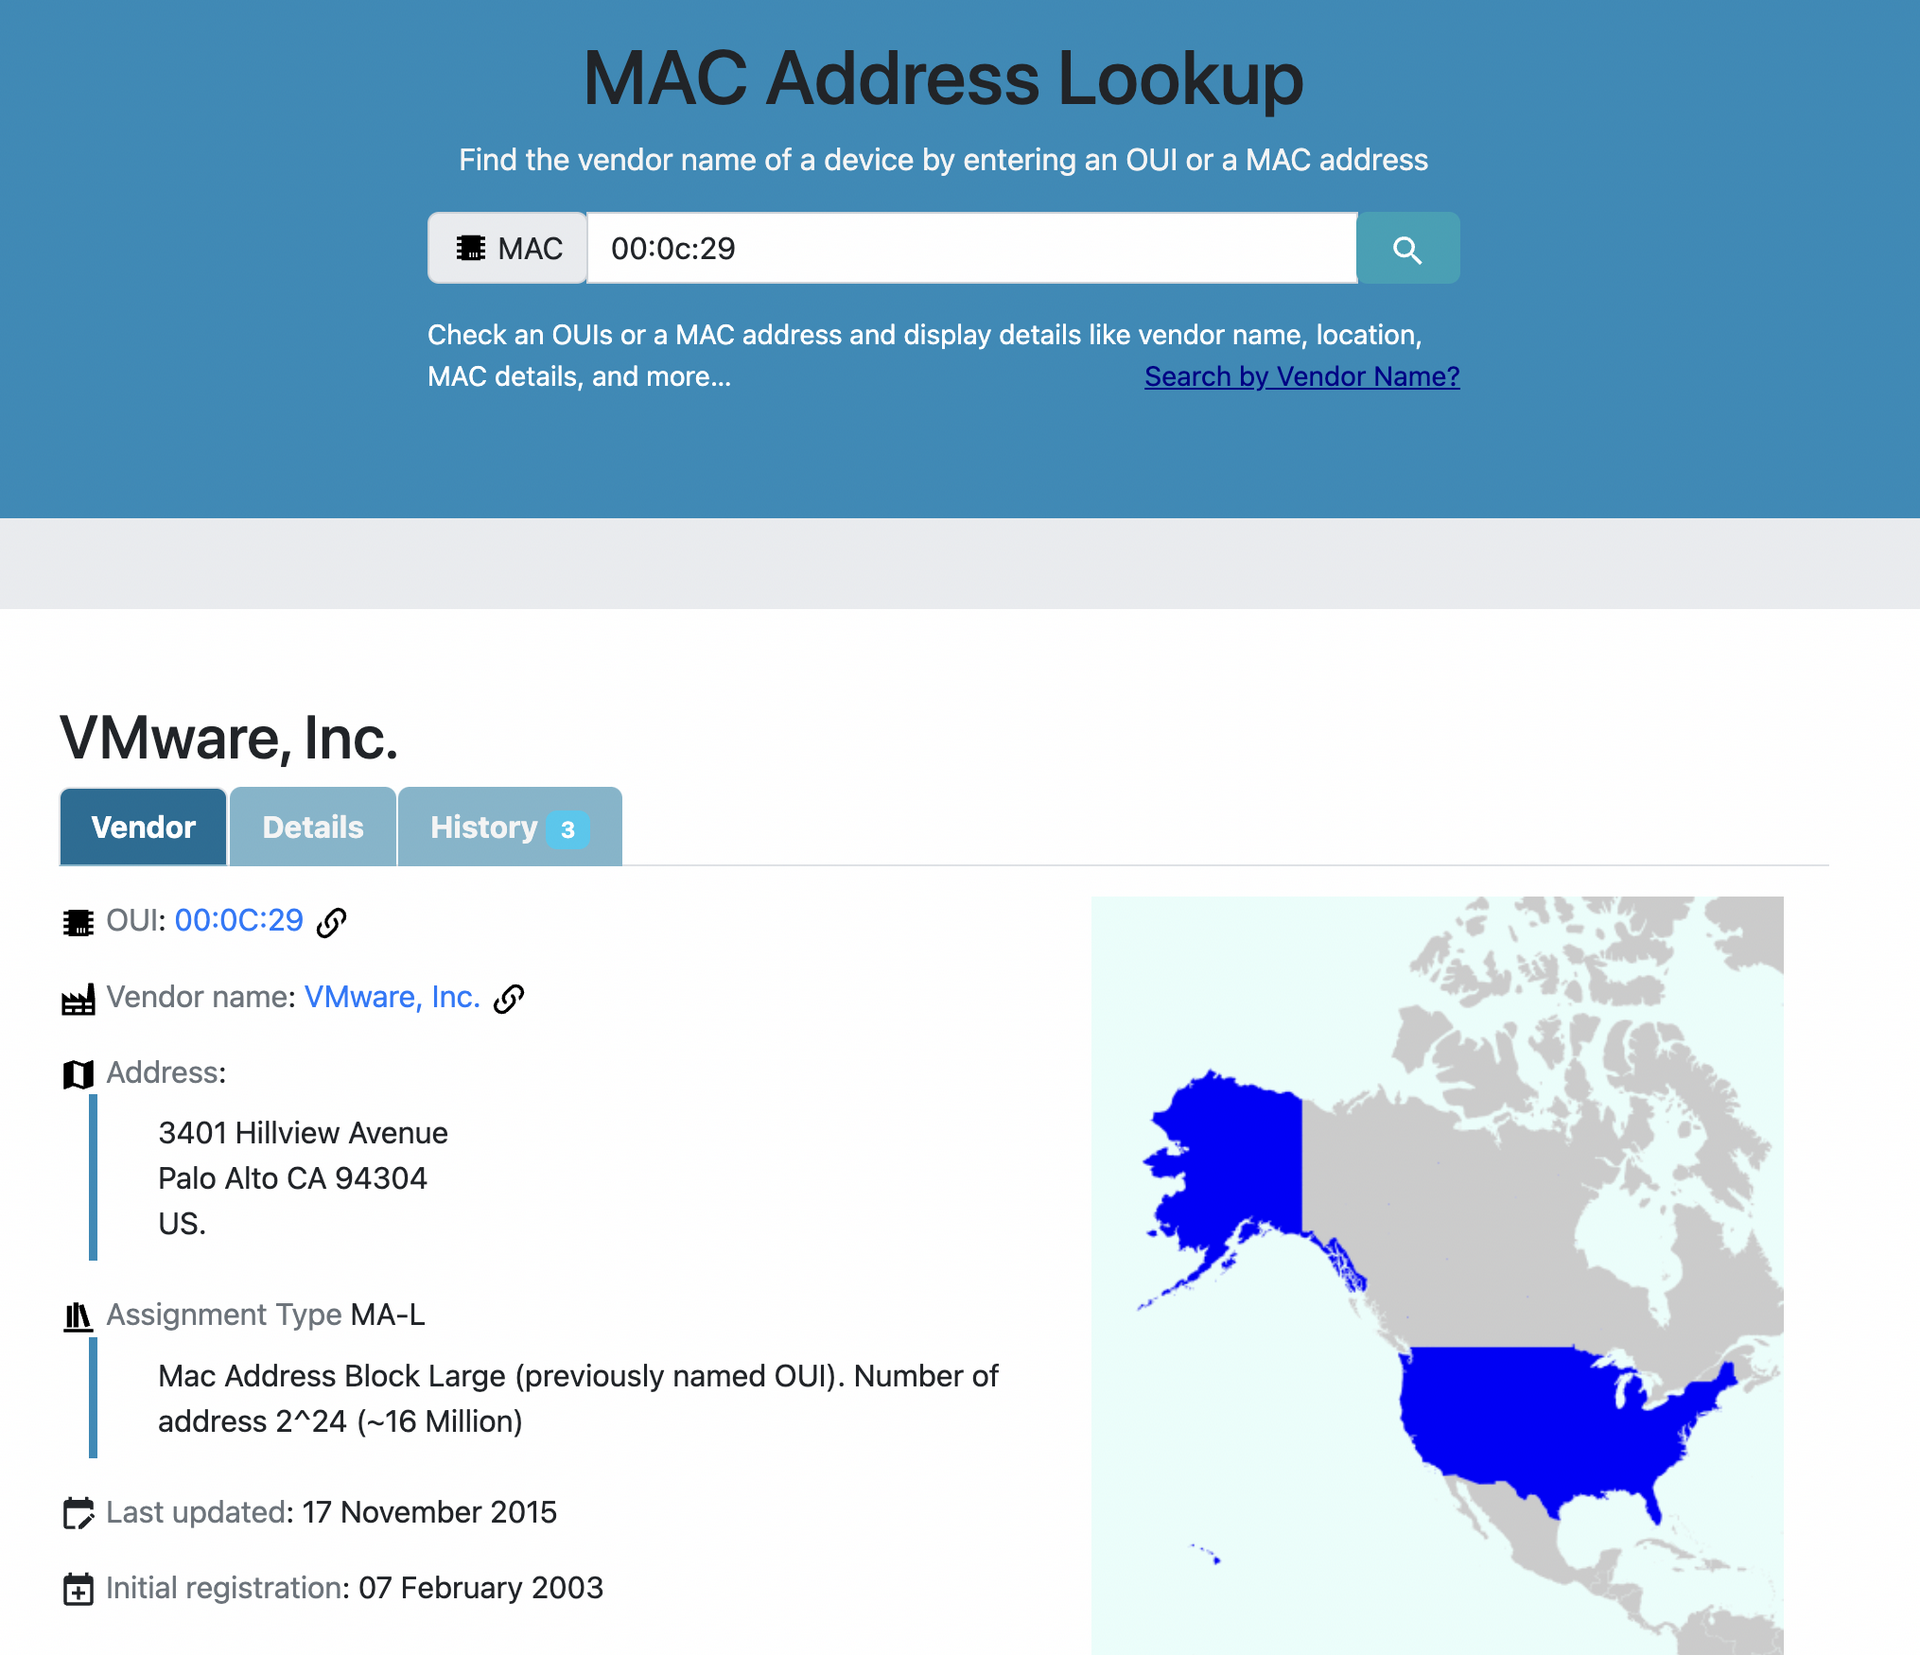 MAC Address Lookup
Find the vendor name of a device by entering an OUI or a MAC address
MAC 00:0c:29
Check an OUIs or a MAC address and display details like vendor name, location,
MAC details, and more... Search by Vendor Name?
VMware, Inc.
Vendor Details History 3
OUI: 00:0C:29
Vendor name: VMware, Inc.
Address:
3401 Hillview Avenue
Palo Alto CA 94304
US.
Assignment Type MA-L
Mac Address Block Large (previously named OUI). Number of
address 2^24 (~16 Million)
Last updated: 17 November 2015
Initial registration: 07 February 2003